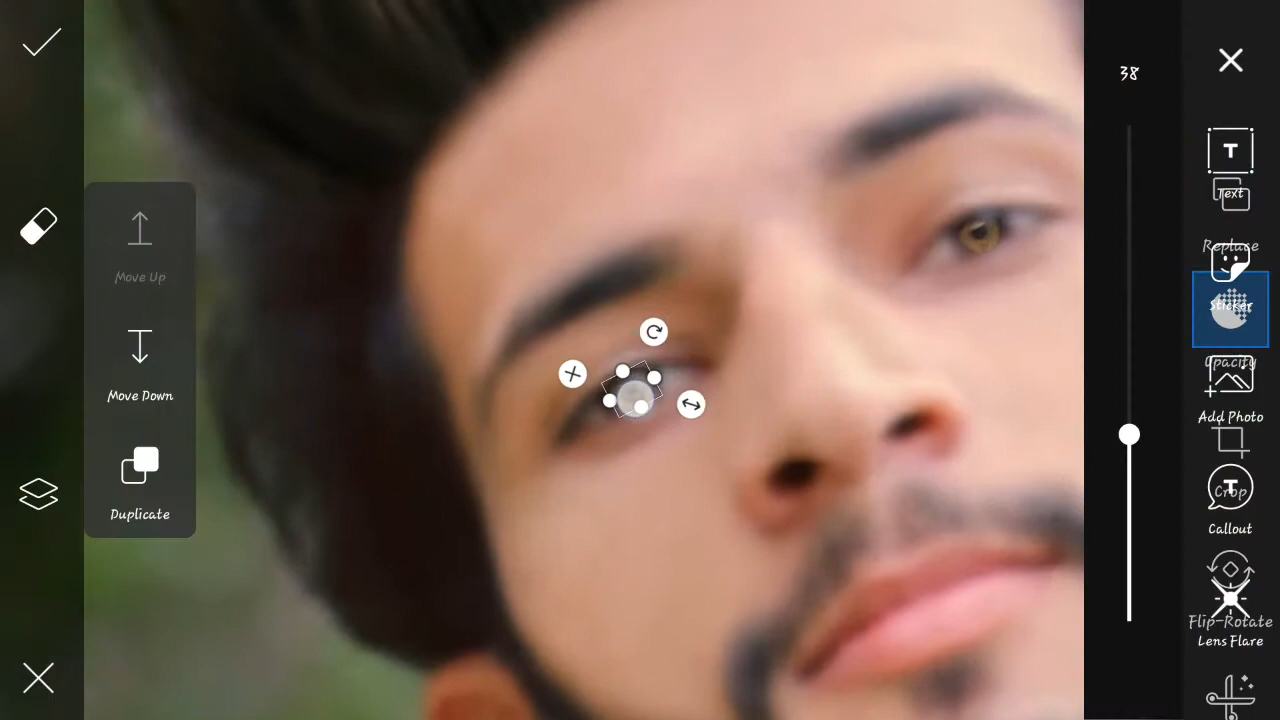 Move Up
Move Down
Duplicate
38
T
Text
Replace
Sticker
Opacity
Add Photo
Crop
T
Callout
Flip-Rotate
Lens Flare